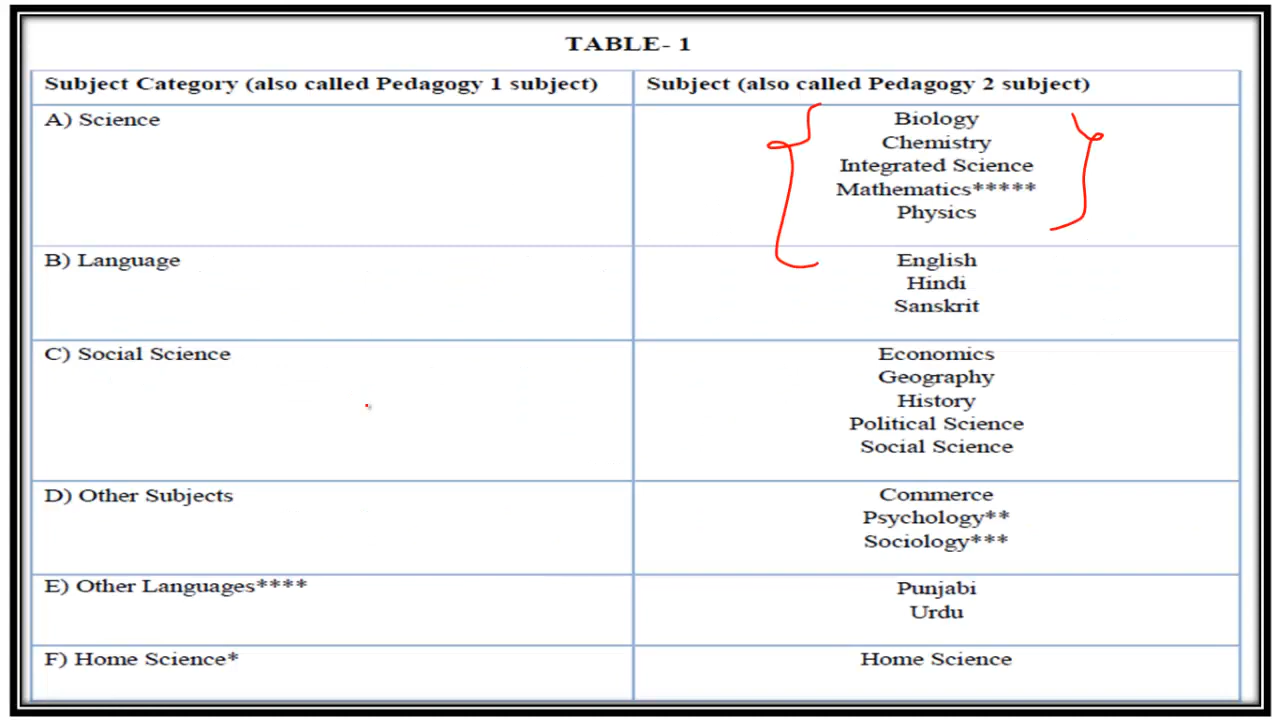 TABLE- 1
Subject Category (also called Pedagogy 1 subject) Subject (also called Pedagogy 2 subject)
A) Science Biology
Chemistry
Integrated Science
Mathematics*****
Physics
B) Language English
Hindi
Sanskrit
C) Social Science Economics
Geography
History
Political Science
Social Science
D) Other Subjects Commerce
Psychology**
Sociology***
E) Other Languages**** Punjabi
Urdu
F) Home Science* Home Science